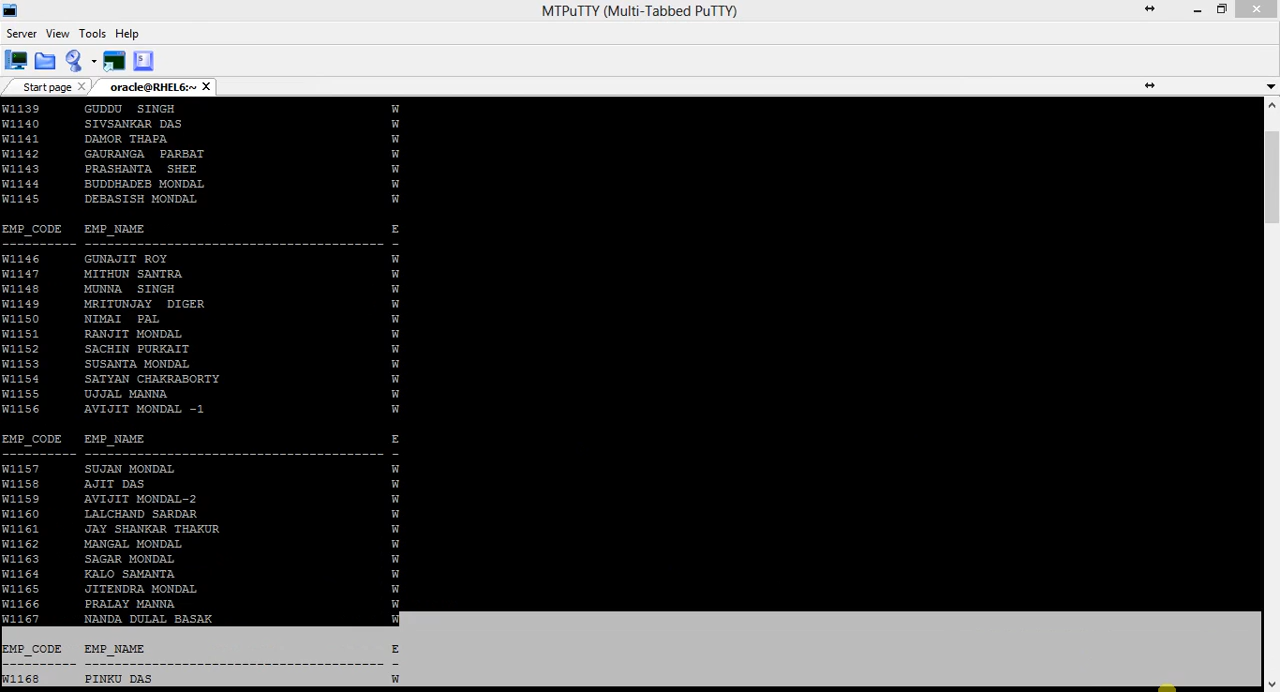 MTPuTTY (Multi-Tabbed PuTTY)
Server View Tools Help
Start page oracle@RHEL6:~
W1139 GUDDU  SINGH W
W1140 SIVSANKAR DAS W
W1141 DAMOR THAPA W
W1142 GAURANGA  PARBAT W
W1143 PRASHANTA  SHEE W
W1144 BUDDHADEB MONDAL W
W1145 DEBASISH MONDAL W
EMP_CODE EMP_NAME E
---------- ---------------------------------------- -
W1146 GUNAJIT ROY W
W1147 MITHUN SANTRA W
W1148 MUNNA  SINGH W
W1149 MRITUNJAY  DIGER W
W1150 NIMAI  PAL W
W1151 RANJIT MONDAL W
W1152 SACHIN PURKAIT W
W1153 SUSANTA MONDAL W
W1154 SATYAN CHAKRABORTY W
W1155 UJJAL MANNA W
W1156 AVIJIT MONDAL -1 W
EMP_CODE EMP_NAME E
---------- ---------------------------------------- -
W1157 SUJAN MONDAL W
W1158 AJIT DAS W
W1159 AVIJIT MONDAL-2 W
W1160 LALCHAND SARDAR W
W1161 JAY SHANKAR THAKUR W
W1162 MANGAL MONDAL W
W1163 SAGAR MONDAL W
W1164 KALO SAMANTA W
W1165 JITENDRA MONDAL W
W1166 PRALAY MANNA W
W1167 NANDA DULAL BASAK W
EMP_CODE EMP_NAME E
---------- ---------------------------------------- -
W1168 PINKU DAS W